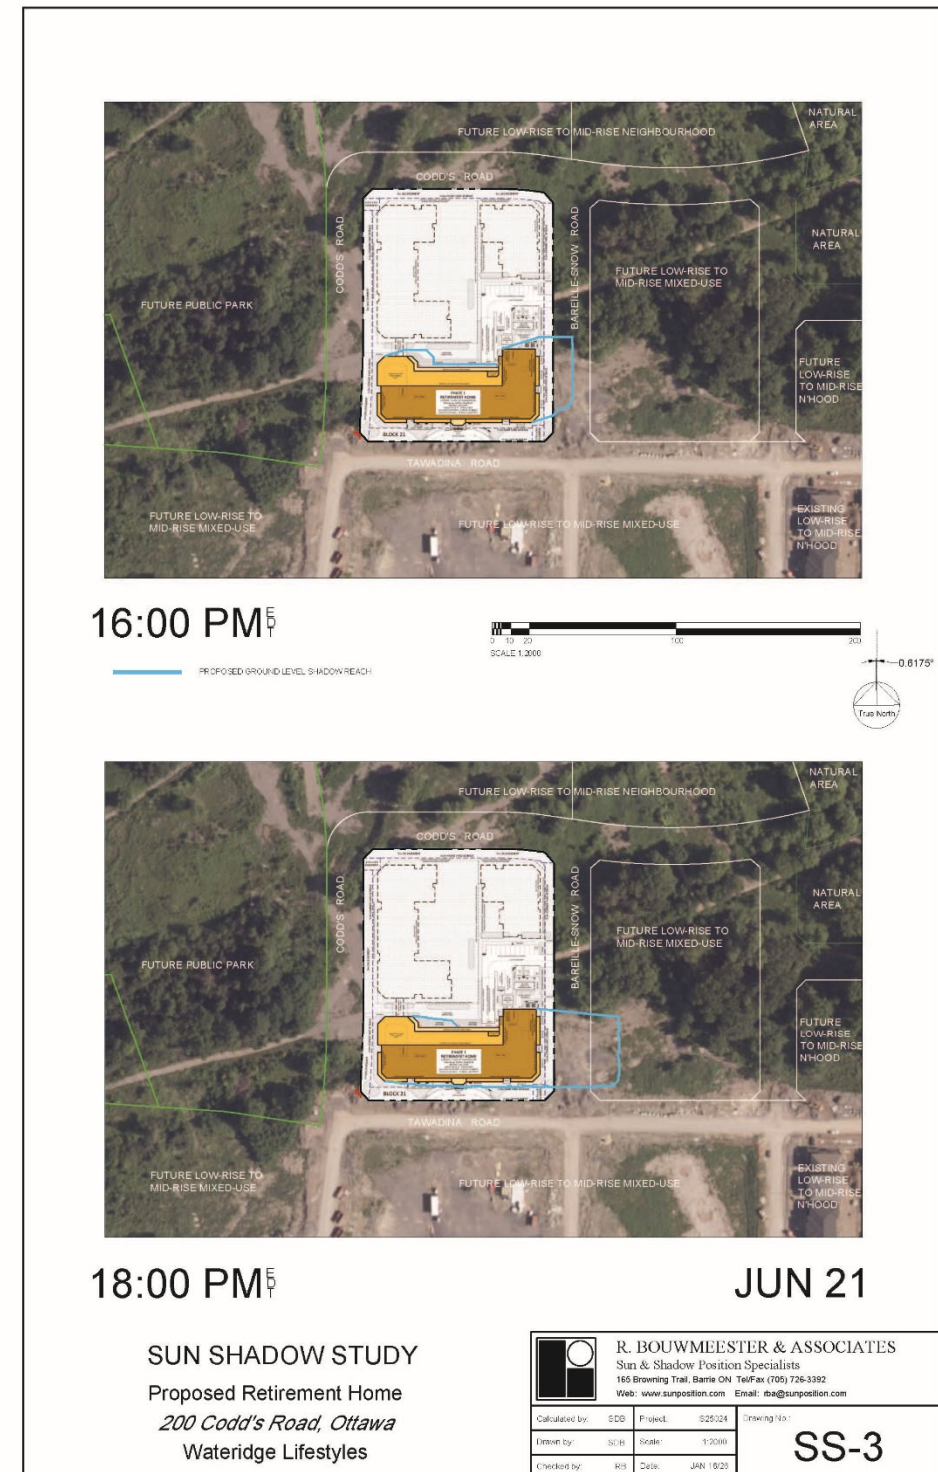 NATURAL
AREA
FUTURE LOW-RISE TO MID-RISE NEIGHBOURHOOD
CODD'S ROAD
CODD'S ROAD
BAREILLE-SNOW ROAD
NATURAL
AREA
FUTURE LOW-RISE TO
MID-RISE MIXED-USE
FUTURE PUBLIC PARK
FUTURE
LOW-RISE
TO MID-RISE
N'HOOD
PHASE 1
RETIREMENT HOME
BLOCK 21
TAWADINA ROAD
FUTURE LOW-RISE TO
MID-RISE MIXED-USE
FUTURE LOW-RISE TO MID-RISE MIXED-USE
EXISTING
LOW-RISE
TO MID-RISE
N'HOOD
16:00 PM EDT
0 10 20 100 200
SCALE 1:2000
PROPOSED GROUND LEVEL SHADOW REACH
0.6175°
True North
NATURAL
AREA
FUTURE LOW-RISE TO MID-RISE NEIGHBOURHOOD
CODD'S ROAD
CODD'S ROAD
BAREILLE-SNOW ROAD
NATURAL
AREA
FUTURE LOW-RISE TO
MID-RISE MIXED-USE
FUTURE PUBLIC PARK
FUTURE
LOW-RISE
TO MID-RISE
N'HOOD
PHASE 1
RETIREMENT HOME
BLOCK 21
TAWADINA ROAD
FUTURE LOW-RISE TO
MID-RISE MIXED-USE
FUTURE LOW-RISE TO MID-RISE MIXED-USE
EXISTING
LOW-RISE
TO MID-RISE
N'HOOD
18:00 PM EDT
JUN 21
SUN SHADOW STUDY
Proposed Retirement Home
200 Codd's Road, Ottawa
Wateridge Lifestyles
R. BOUWMEESTER & ASSOCIATES
Sun & Shadow Position Specialists
165 Browning Trail, Barrie ON Tel/Fax (705) 726-3392
Web: www.sunposition.com Email: rba@sunposition.com
Calculated by: SDB Project: S25024 Drawing No.:
Drawn by: SDB Scale: 1:2000
SS-3
Checked by: RB Date: JAN 16/26